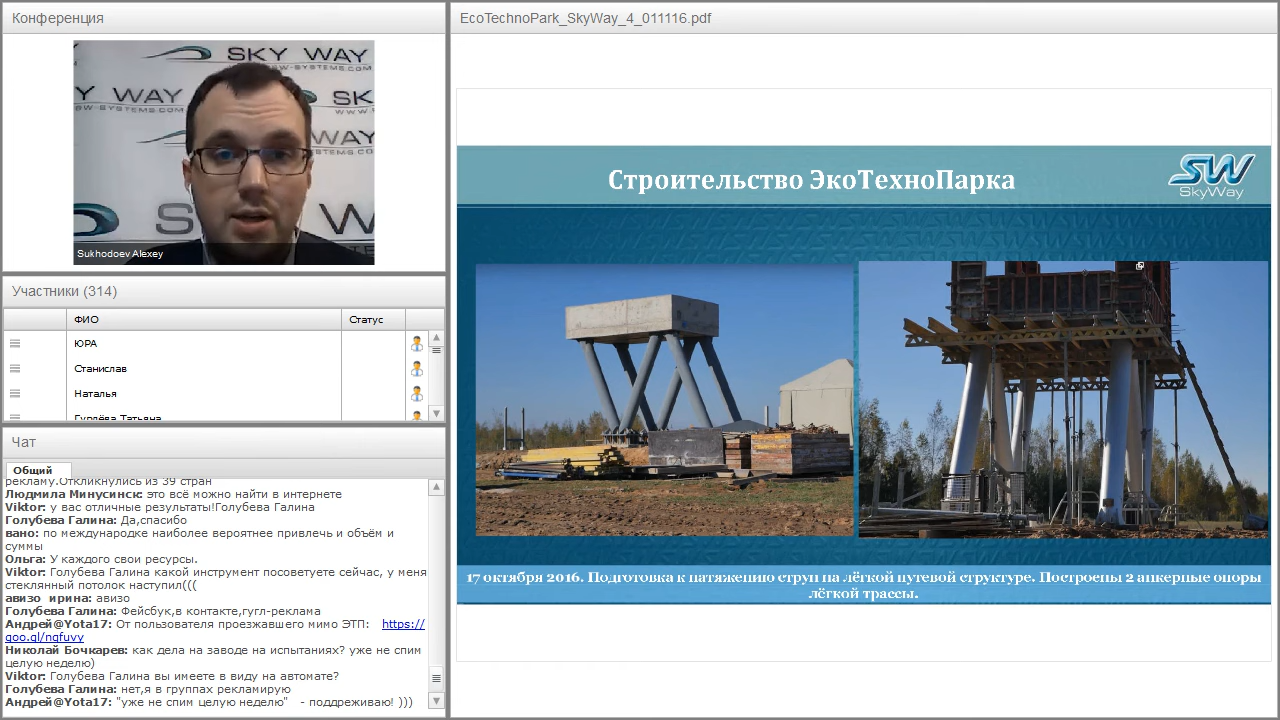 Конференция
SKY WAY
SW-SYSTEMS.COM
Sukhodoev Alexey
Участники (314)
ФИО
Статус
ЮРА
Станислав
Наталья
Гурлёва Татьяна
Чат
Общий
рекламу.Откликнулись из 39 стран
Людмила Минусинск: это всё можно найти в интернете
Viktor: у вас отличные результаты!Голубева Галина
Голубева Галина: Да,спасибо
вано: по международке наиболее вероятнее привлечь и объём и
суммы
Ольга: У каждого свои ресурсы.
Viktor: Голубева Галина какой инструмент посоветуете сейчас, у меня
стеклянный потолок наступил(((
авизо ирина: авизо
Голубева Галина: Фейсбук,в контакте,гугл-реклама
Андрей@Yota17: От пользователя проезжавшего мимо ЭТП: https://
goo.gl/nqfuvy
Николай Бочкарев: как дела на заводе на испытаниях? уже не спим
целую неделю)
Viktor: Голубева Галина вы имеете в виду на автомате?
Голубева Галина: нет,я в группах рекламирую
Андрей@Yota17: "уже не спим целую неделю" - поддреживаю! )))
EcoTechnoPark_SkyWay_4_011116.pdf
Строительство ЭкоТехноПарка
SW
SkyWay
17 октября 2016. Подготовка к натяжению струн на лёгкой путевой структуре. Построены 2 анкерные опоры
лёгкой трассы.